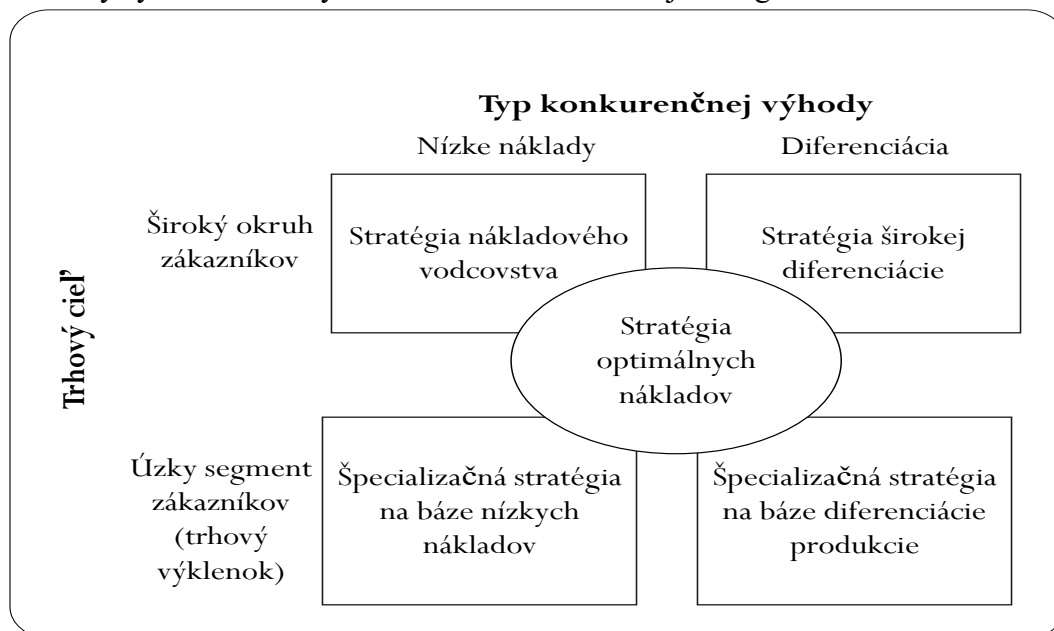 Typ konkurenčnej výhody
Nízke náklady
Diferenciácia
Široký okruh
zákazníkov
Stratégia nákladového
vodcovstva
Stratégia širokej
diferenciácie
Trhový cieľ
Stratégia
optimálnych
nákladov
Úzky segment
zákazníkov
(trhový
výklenok)
Špecializačná stratégia
na báze nízkych
nákladov
Špecializačná stratégia
na báze diferenciácie
produkcie